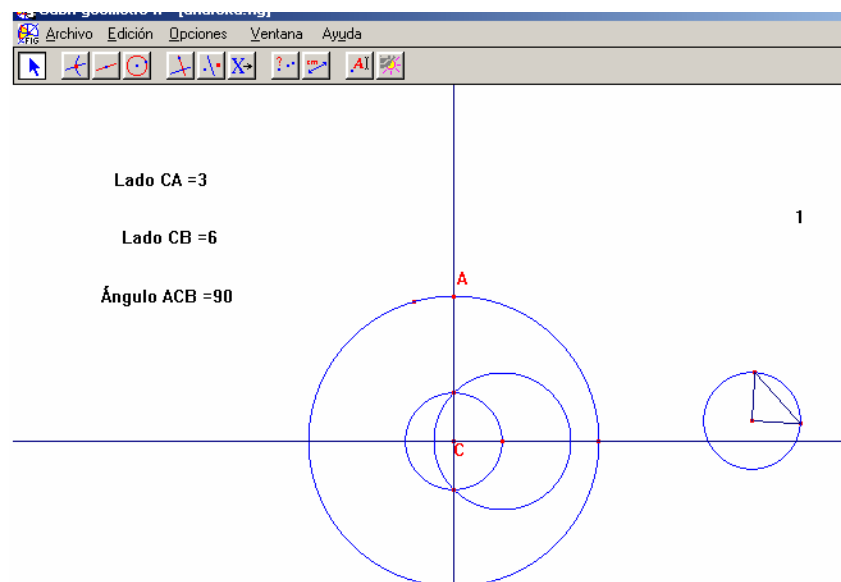 Archivo Edición Opciones Ventana Ayuda
Lado CA =3
1
Lado CB =6
Ángulo ACB =90
A
C